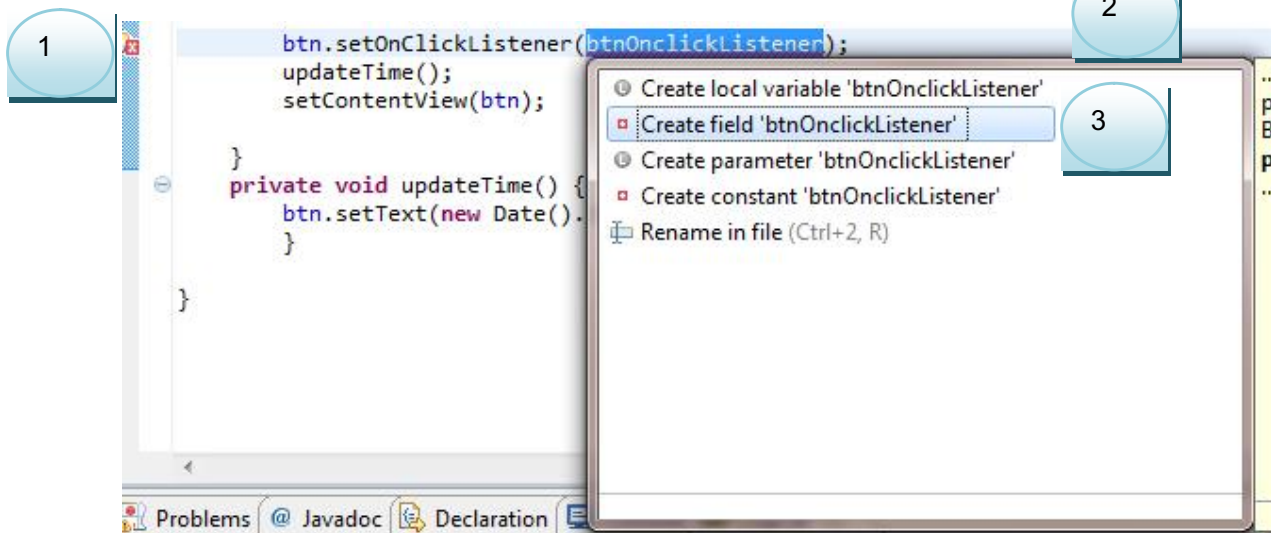 2
1
btn.setOnClickListener(btnOnclickListener);
updateTime();
setContentView(btn);
}
private void updateTime() {
btn.setText(new Date().
}
}
Create local variable 'btnOnclickListener'
Create field 'btnOnclickListener'
3
Create parameter 'btnOnclickListener'
Create constant 'btnOnclickListener'
Rename in file (Ctrl+2, R)
..
p
B
p
..
Problems @ Javadoc Declaration